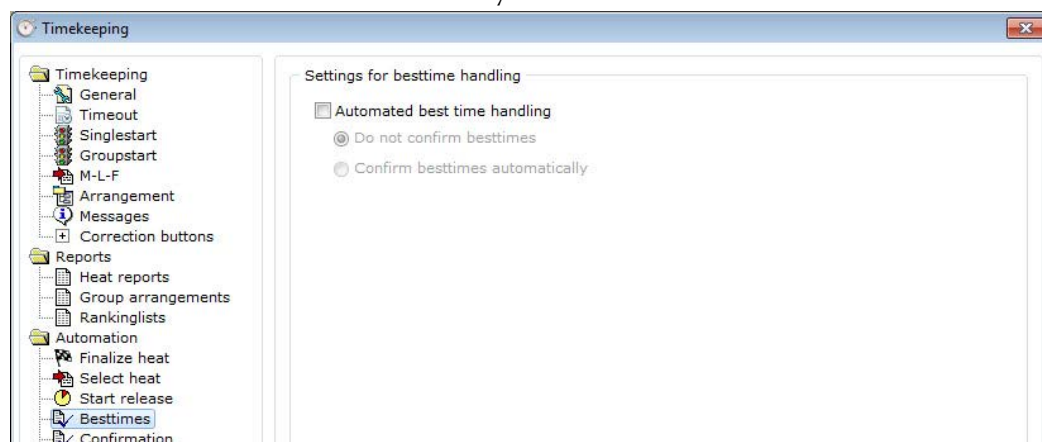 Timekeeping
Timekeeping
General
Timeout
Singlestart
Groupstart
M-L-F
Arrangement
Messages
Correction buttons
Reports
Heat reports
Group arrangements
Rankinglists
Automation
Finalize heat
Select heat
Start release
Besttimes
Confirmation
Settings for besttime handling
Automated best time handling
Do not confirm besttimes
Confirm besttimes automatically